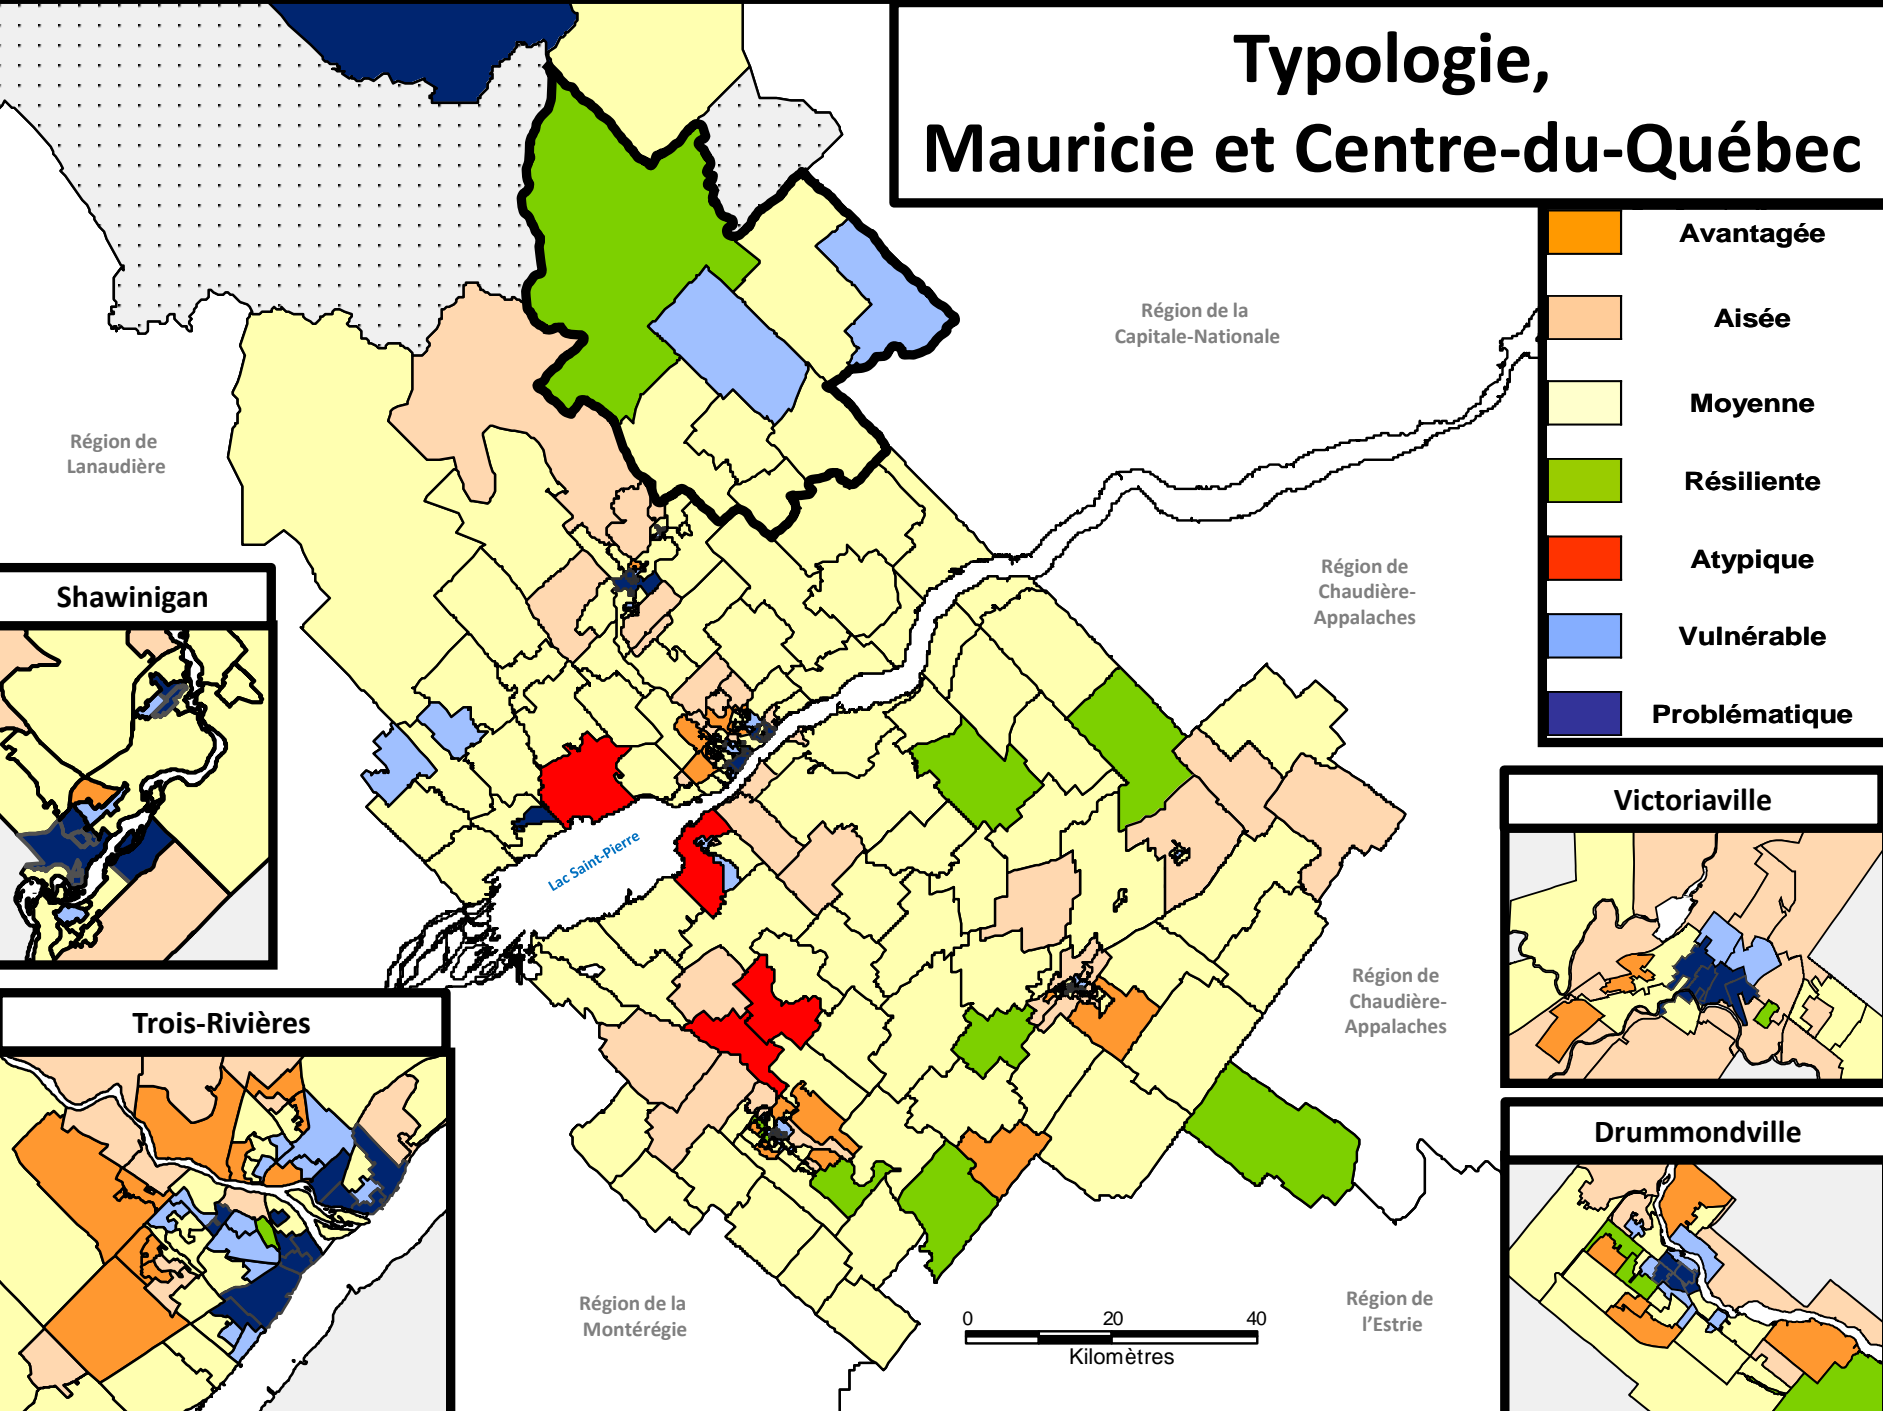 Typologie,
Mauricie et Centre-du-Québec
Avantagée
Aisée
Moyenne
Résiliente
Atypique
Vulnérable
Problématique
Région de la
Capitale-Nationale
Région de
Lanaudière
Région de
Chaudière-
Appalaches
Shawinigan
Victoriaville
Lac Saint-Pierre
Région de
Chaudière-
Appalaches
Trois-Rivières
Drummondville
Région de la
Montérégie
Région de
l'Estrie
0 20 40
Kilomètres